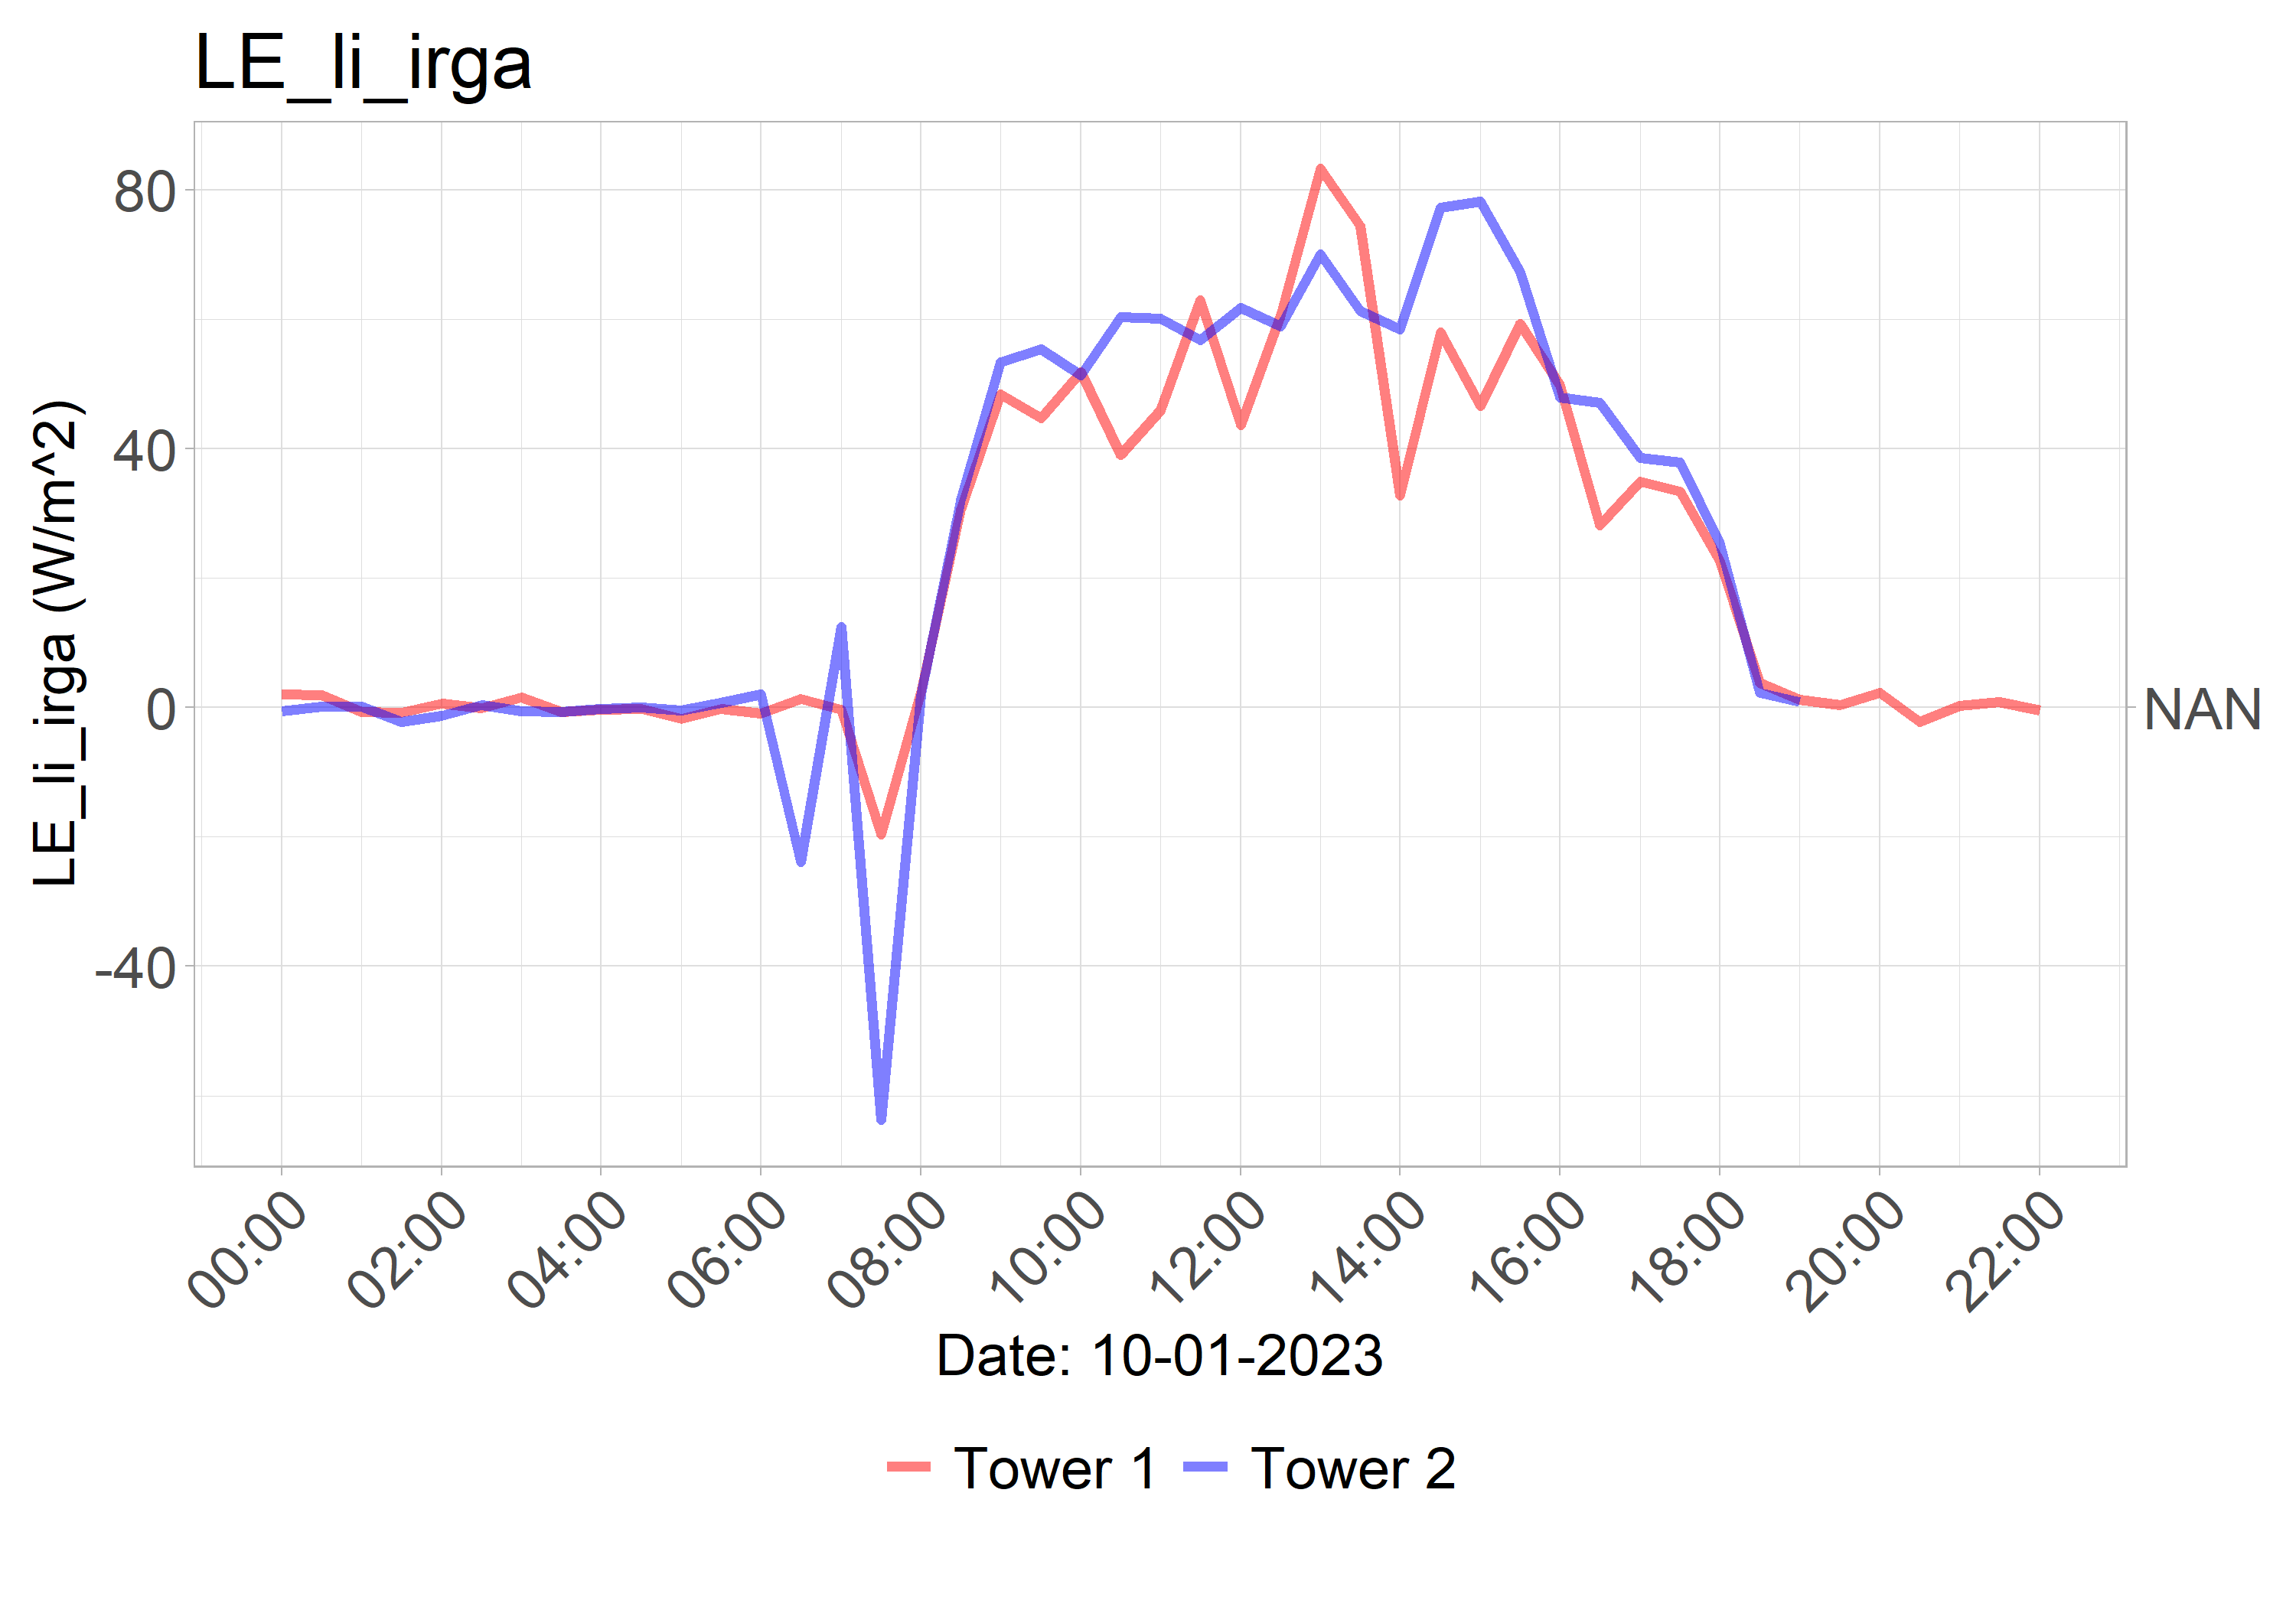 LE_li_irga
LE_li_irga (W/m^2)
80
40
0
-40
NAN
00:00 02:00 04:00 06:00 08:00 10:00 12:00 14:00 16:00 18:00 20:00 22:00
Date: 10-01-2023
Tower 1 Tower 2